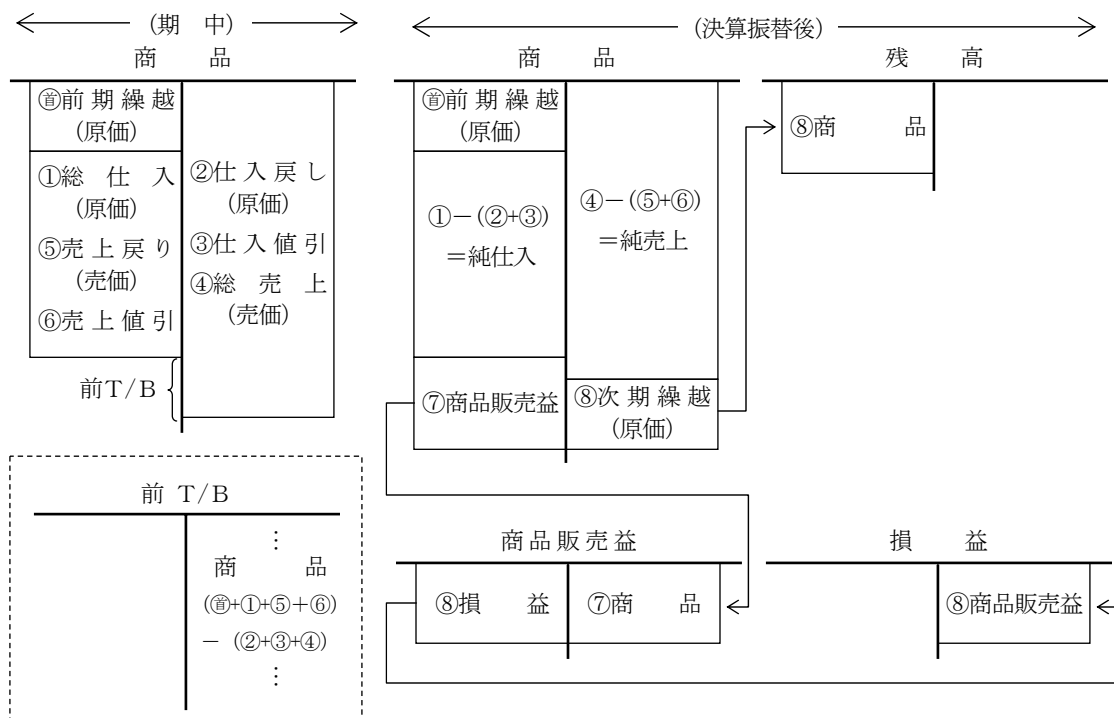 (期 中)
商 品
㊟前期繰越
(原価)
①総仕入
(原価)
⑤売上戻り
(売価)
⑥売上値引
②仕入戻し
(原価)
③仕入値引
④総売上
(売価)
前T/B
前 T/B
⋮
商 品
(首+①+⑤+⑥)
－ (②+③+④)
⋮
(決算振替後)
商 品
首前期繰越
(原価)
①－(②+③)
＝純仕入
⑦商品販売益
④－(⑤+⑥)
＝純売上
⑧次期繰越
(原価)
残 高
⑧商 品
商品販売益
⑧損 益
⑦商 品
損 益
⑧商品販売益